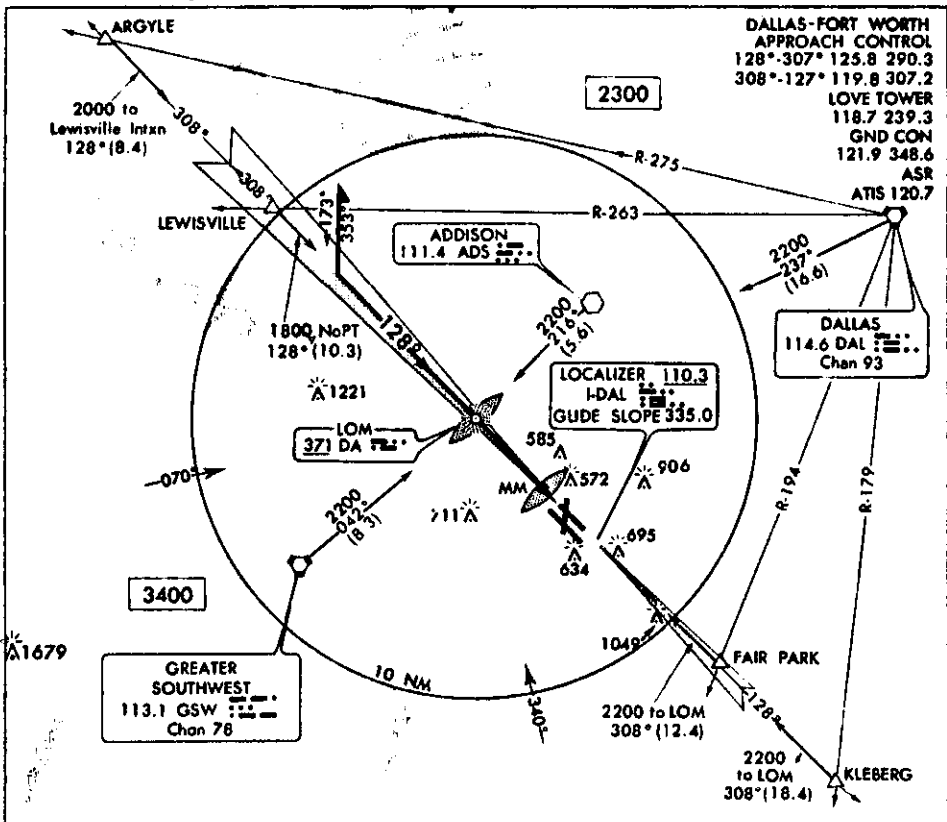 ARGYLE
2000 to
Lewisville Intxn
128° (8.4)
308°
308°
LEWISVILLE
173°
353°
2300
DALLAS-FORT WORTH
APPROACH CONTROL
128°-307° 125.8 290.3
308°-127° 119.8 307.2
LOVE TOWER
118.7 239.3
GND CON
121.9 348.6
ASR
ATIS 120.7
R-275
R-263
ADDISON
111.4 ADS
2200
216°
(5.6)
2200
237°
(16.6)
DALLAS
114.6 DAL
Chan 93
1800 NoPT
128° (10.3)
128°
LOCALIZER 110.3
I-DAL
GLIDE SLOPE 335.0
1221
LOM
371 DA
585
572
906
MM
070°
2200
042°
(8.3)
711
695
634
R-194
R-179
3400
1679
1049
GREATER
SOUTHWEST
113.1 GSW
Chan 78
10 NM
340°
FAIR PARK
128°
2200 to LOM
308° (12.4)
2200
to LOM
308° (18.4)
KLEBERG